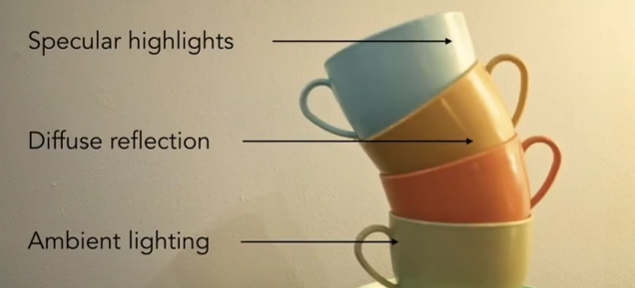 Specular highlights
Diffuse reflection
Ambient lighting